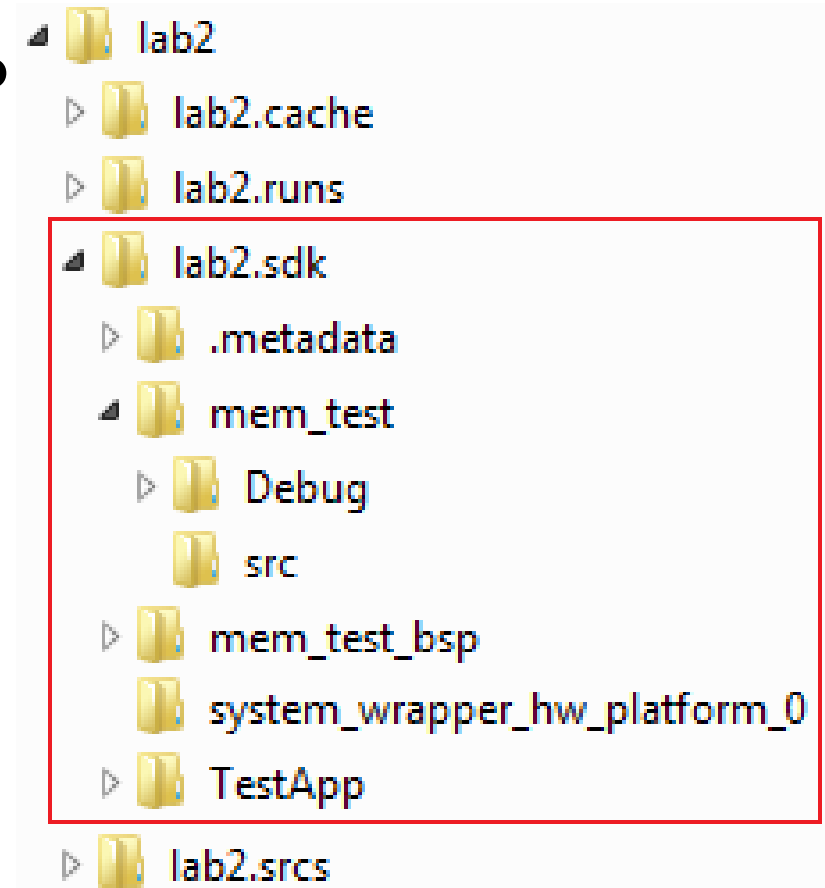 lab2
lab2.cache
lab2.runs
lab2.sdk
.metadata
mem_test
Debug
src
mem_test_bsp
system_wrapper_hw_platform_0
TestApp
lab2.srcs